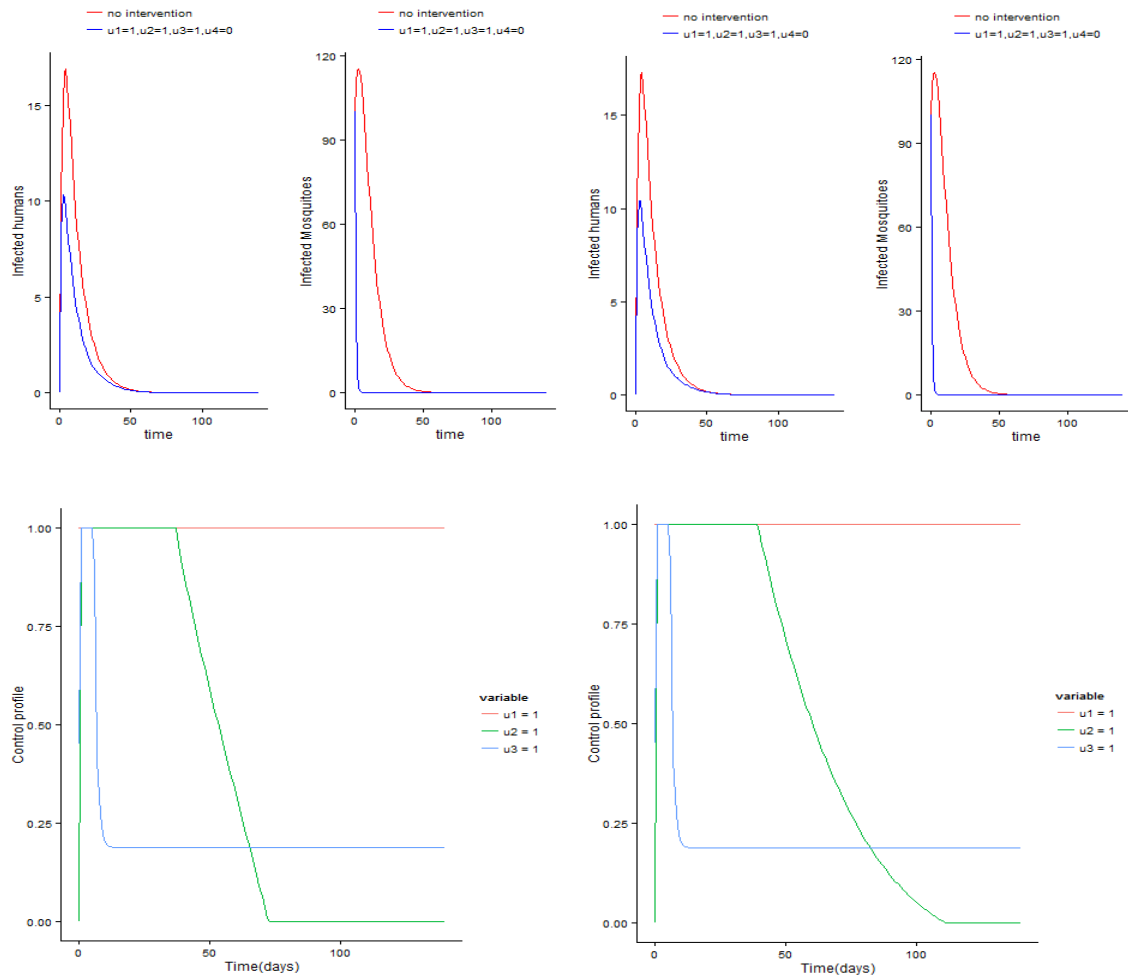 no intervention
u1=1,u2=1,u3=1,u4=0
no intervention
u1=1,u2=1,u3=1,u4=0
no intervention
u1=1,u2=1,u3=1,u4=0
no intervention
u1=1,u2=1,u3=1,u4=0
Infected humans
15
10
5
0
0 50 100
time
Infected Mosquitoes
120
90
60
30
0
0 50 100
time
Infected humans
15
10
5
0
0 50 100
time
Infected Mosquitoes
120
90
60
30
0
0 50 100
time
Control profile
1.00
0.75
0.50
0.25
0.00
0 50 100
Time(days)
variable
u1 = 1
u2 = 1
u3 = 1
Control profile
1.00
0.75
0.50
0.25
0.00
0 50 100
Time(days)
variable
u1 = 1
u2 = 1
u3 = 1